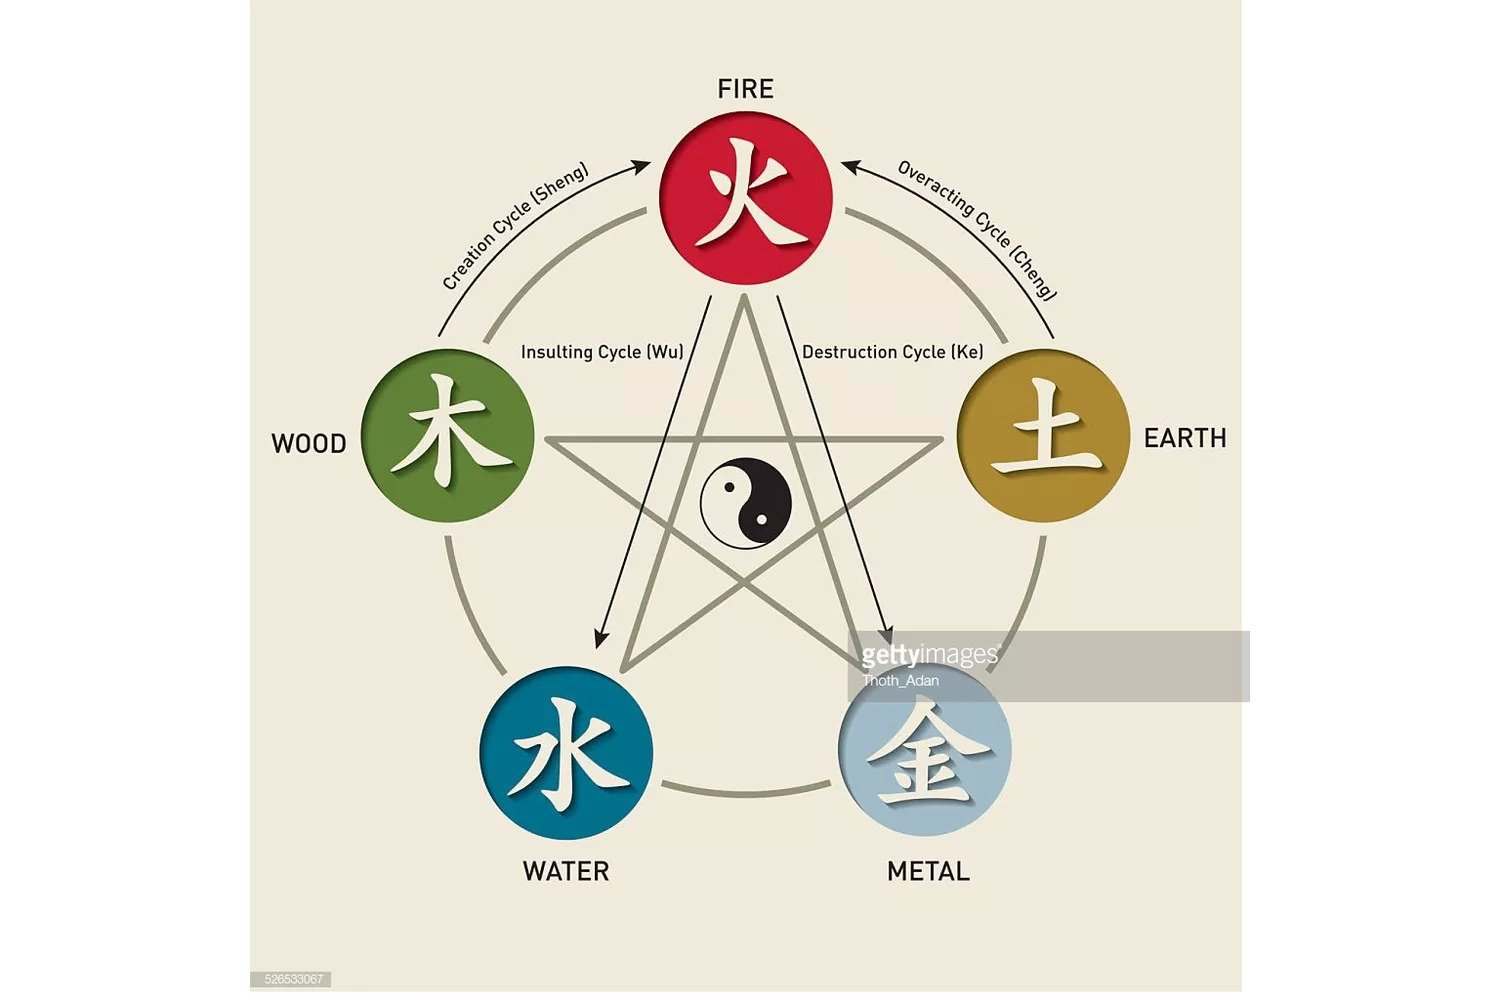 FIRE
火
Creation Cycle (Sheng)
Overacting Cycle (Cheng)
Insulting Cycle (Wu)
Destruction Cycle (Ke)
WOOD
木
土
EARTH
gettyimages®
Thoth_Adan
水
金
WATER
METAL
526533067